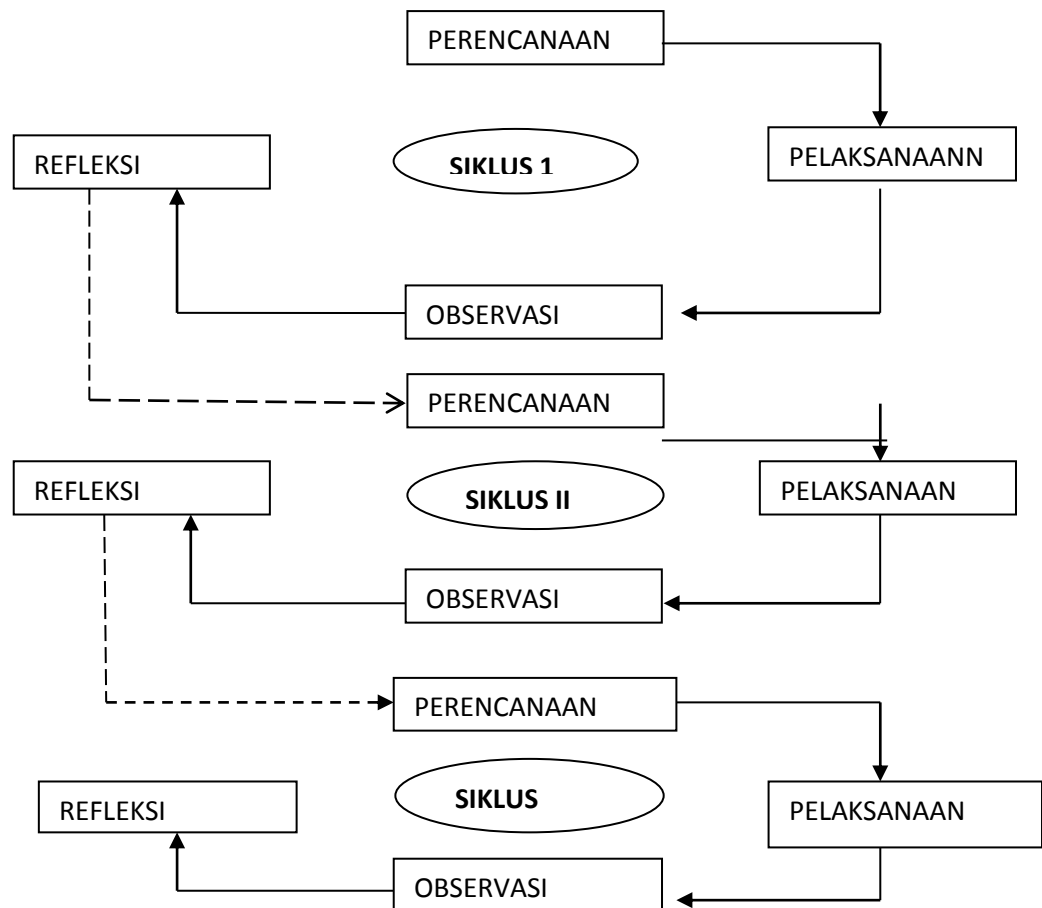 PERENCANAAN
REFLEKSI
SIKLUS 1
PELAKSANAANN
OBSERVASI
PERENCANAAN
REFLEKSI
SIKLUS II
PELAKSANAAN
OBSERVASI
PERENCANAAN
REFLEKSI
SIKLUS
PELAKSANAAN
OBSERVASI